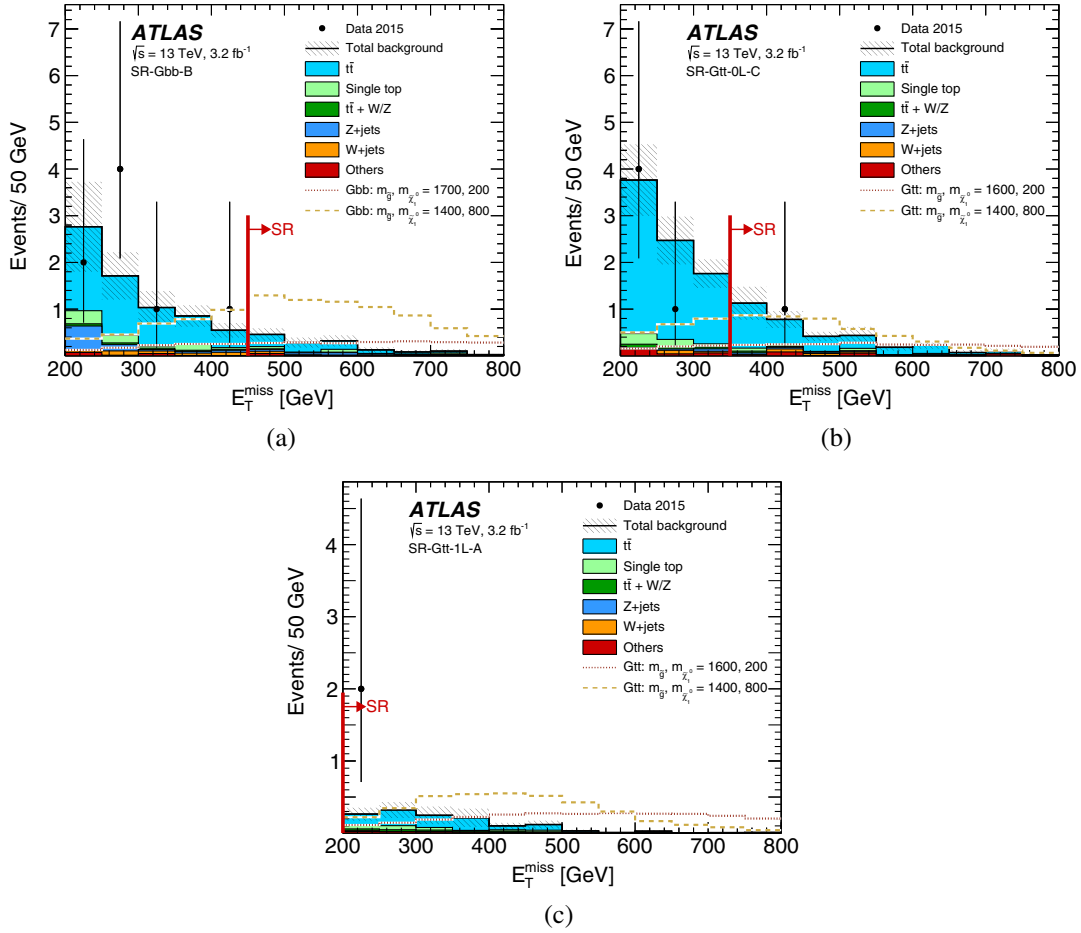 ATLAS
√s = 13 TeV, 3.2 fb⁻¹
SR-Gbb-B
Data 2015
Total background
tt̄
Single top
tt̄ + W/Z
Z+jets
W+jets
Others
Gbb: m_g̃, m_χ̃₁⁰ = 1700, 200
Gbb: m_g̃, m_χ̃₁⁰ = 1400, 800
SR
Events/ 50 GeV
7
6
5
4
3
2
1
200 300 400 500 600 700 800
E_T^miss [GeV]
(a)
ATLAS
√s = 13 TeV, 3.2 fb⁻¹
SR-Gtt-0L-C
Data 2015
Total background
tt̄
Single top
tt̄ + W/Z
Z+jets
W+jets
Others
Gtt: m_g̃, m_χ̃₁⁰ = 1600, 200
Gtt: m_g̃, m_χ̃₁⁰ = 1400, 800
SR
Events/ 50 GeV
7
6
5
4
3
2
1
200 300 400 500 600 700 800
E_T^miss [GeV]
(b)
ATLAS
√s = 13 TeV, 3.2 fb⁻¹
SR-Gtt-1L-A
Data 2015
Total background
tt̄
Single top
tt̄ + W/Z
Z+jets
W+jets
Others
Gtt: m_g̃, m_χ̃₁⁰ = 1600, 200
Gtt: m_g̃, m_χ̃₁⁰ = 1400, 800
SR
Events/ 50 GeV
4
3
2
1
200 300 400 500 600 700 800
E_T^miss [GeV]
(c)